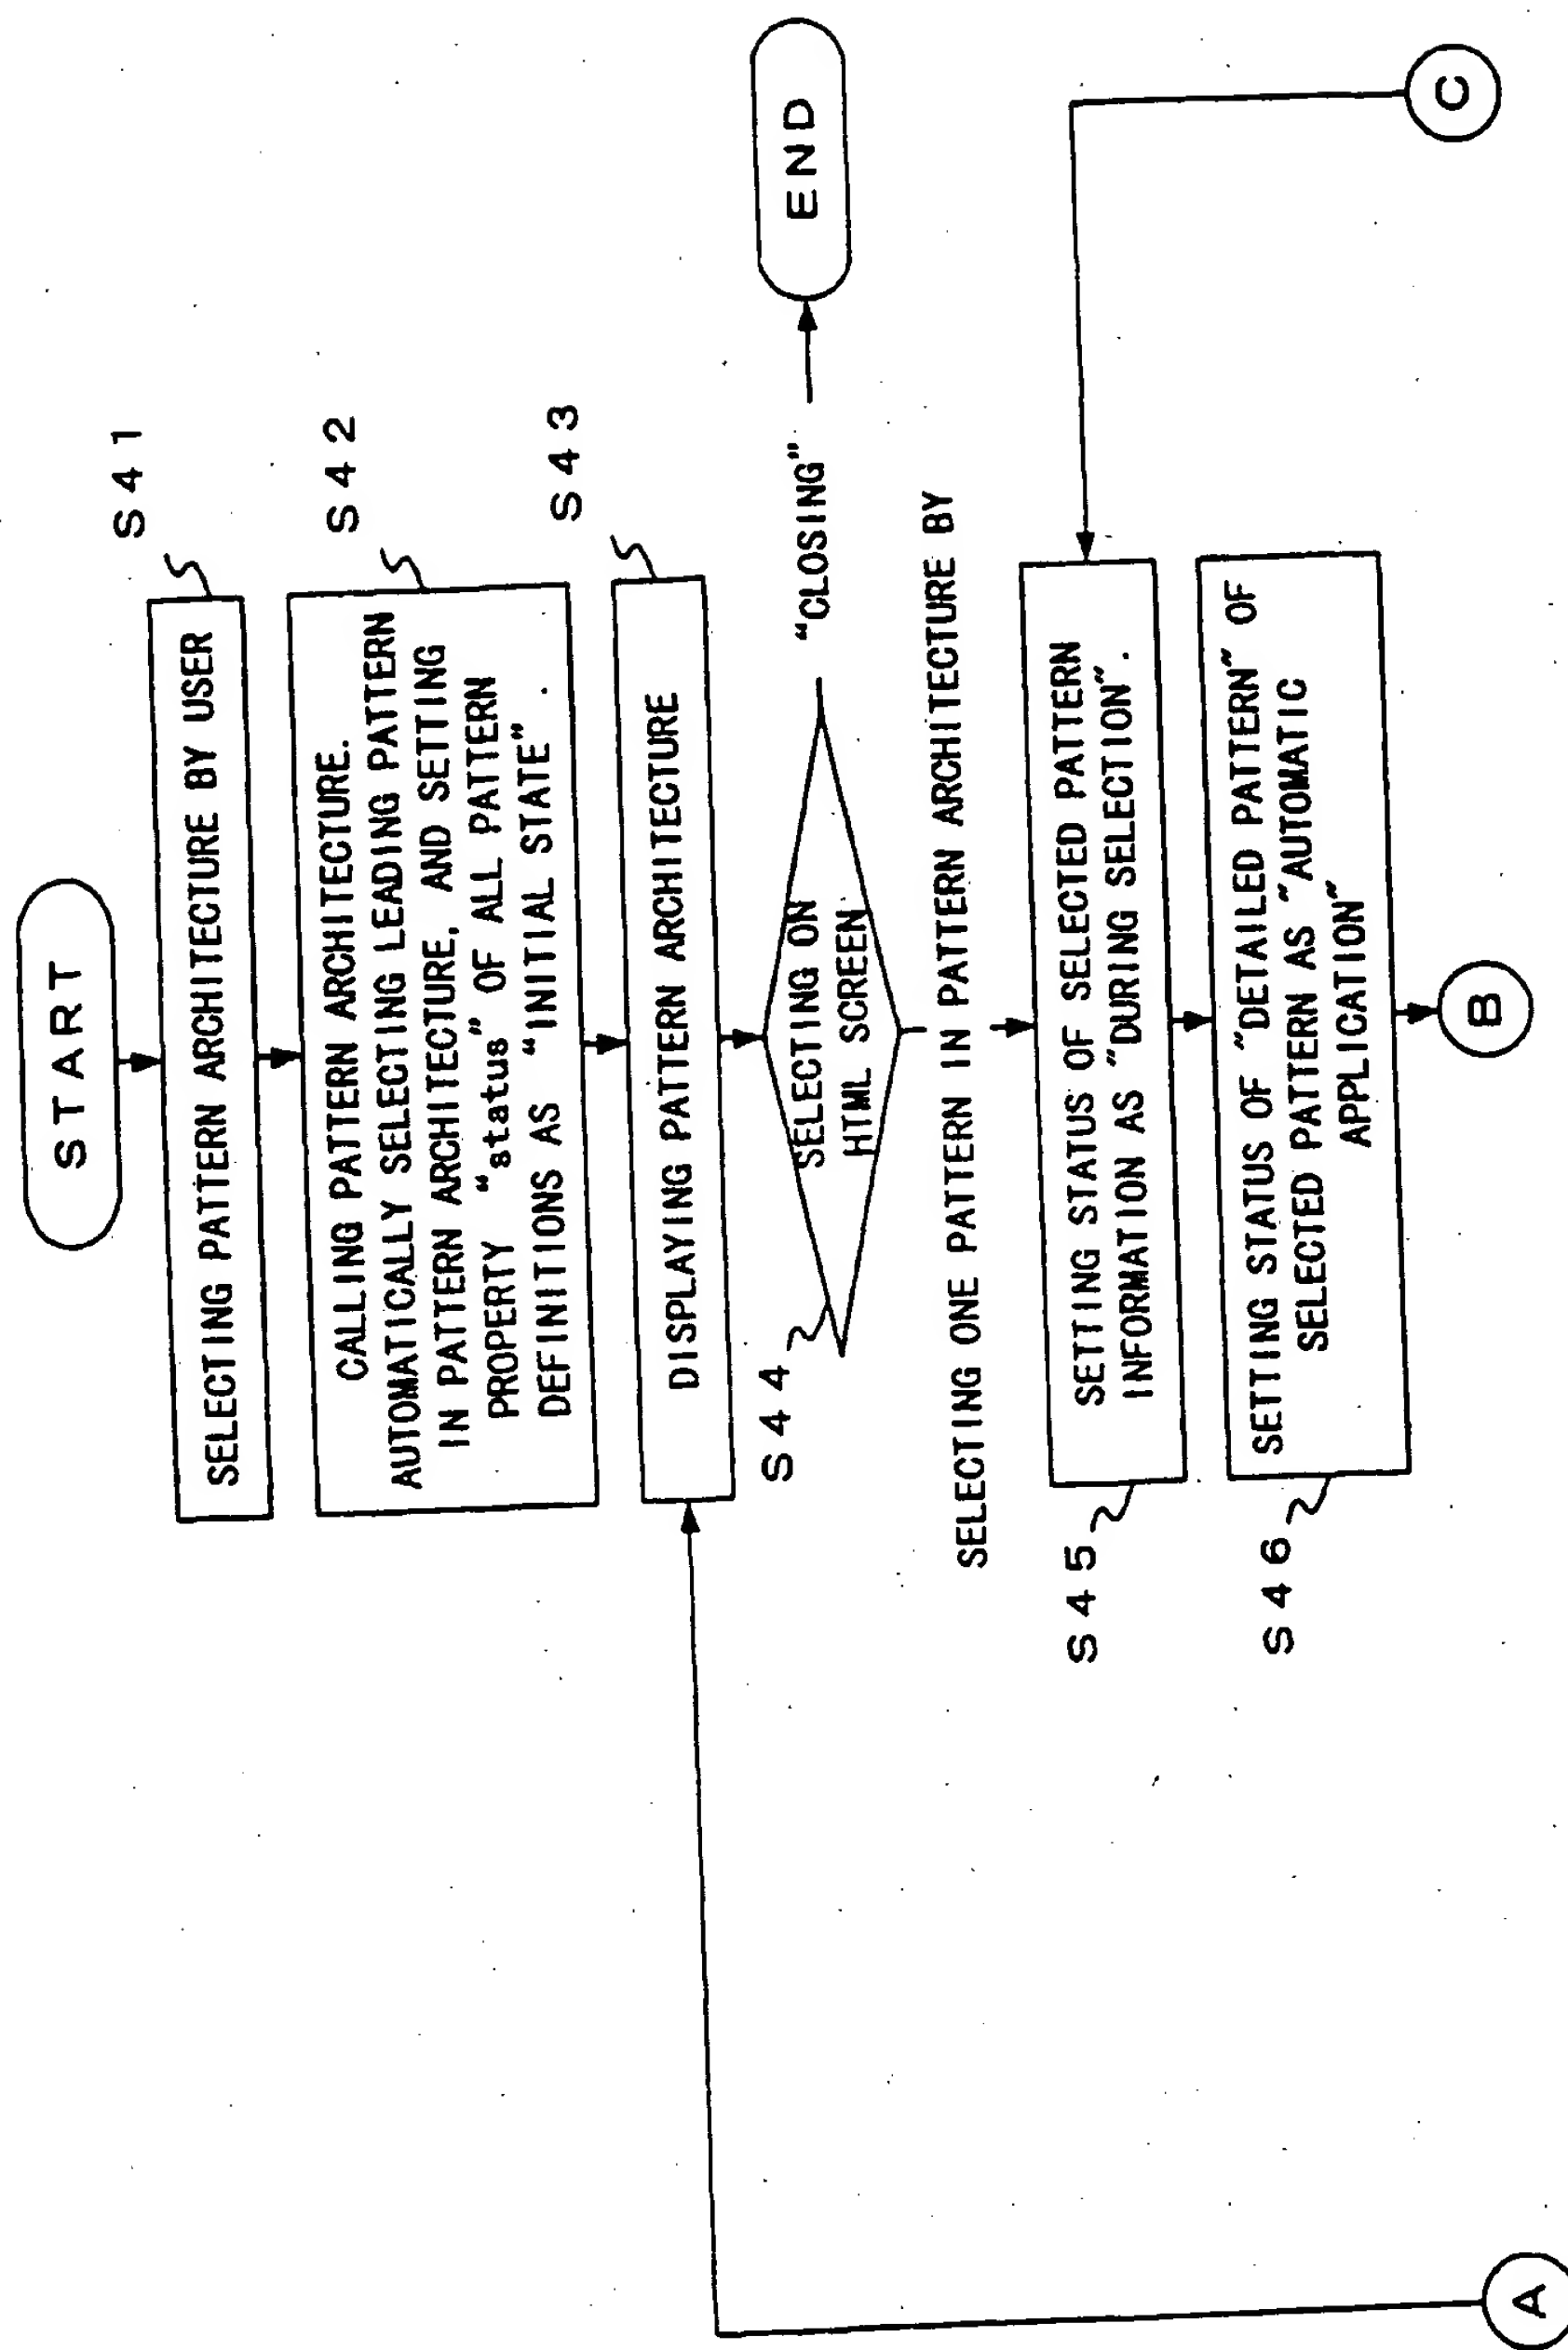 START
S41
SELECTING PATTERN ARCHITECTURE BY USER
S42
CALLING PATTERN ARCHITECTURE.
AUTOMATICALLY SELECTING LEADING PATTERN
IN PATTERN ARCHITECTURE, AND SETTING
PROPERTY "status" OF ALL PATTERN
DEFINITIONS AS "INITIAL STATE".
S43
DISPLAYING PATTERN ARCHITECTURE
S44
SELECTING ON
HTML SCREEN
"CLOSING"
END
SELECTING ONE PATTERN IN PATTERN ARCHITECTURE BY
S45
SETTING STATUS OF SELECTED PATTERN
INFORMATION AS "DURING SELECTION".
S46
SETTING STATUS OF "DETAILED PATTERN" OF
SELECTED PATTERN AS "AUTOMATIC
APPLICATION"
A
B
C